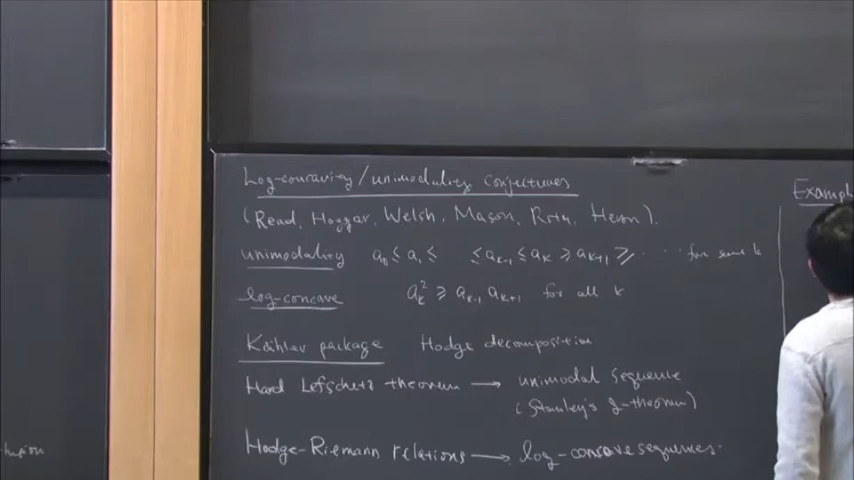 Log-concavity/unimodality conjectures
(Read, Hoggar, Welsh, Mason, Rota, Heron).
unimodality a₀ ≤ a₁ ≤ ≤ aₖ₋₁ ≤ aₖ ≥ aₖ₊₁ ≥ · ·· for some k
log-concave aₖ² ≥ aₖ₋₁ aₖ₊₁ for all k
Kähler package Hodge decomposition
Hard Lefschetz theorem → unimodal sequence
(Stanley's g-theorem)
Hodge-Riemann relations → log-concave sequences.
Exampl